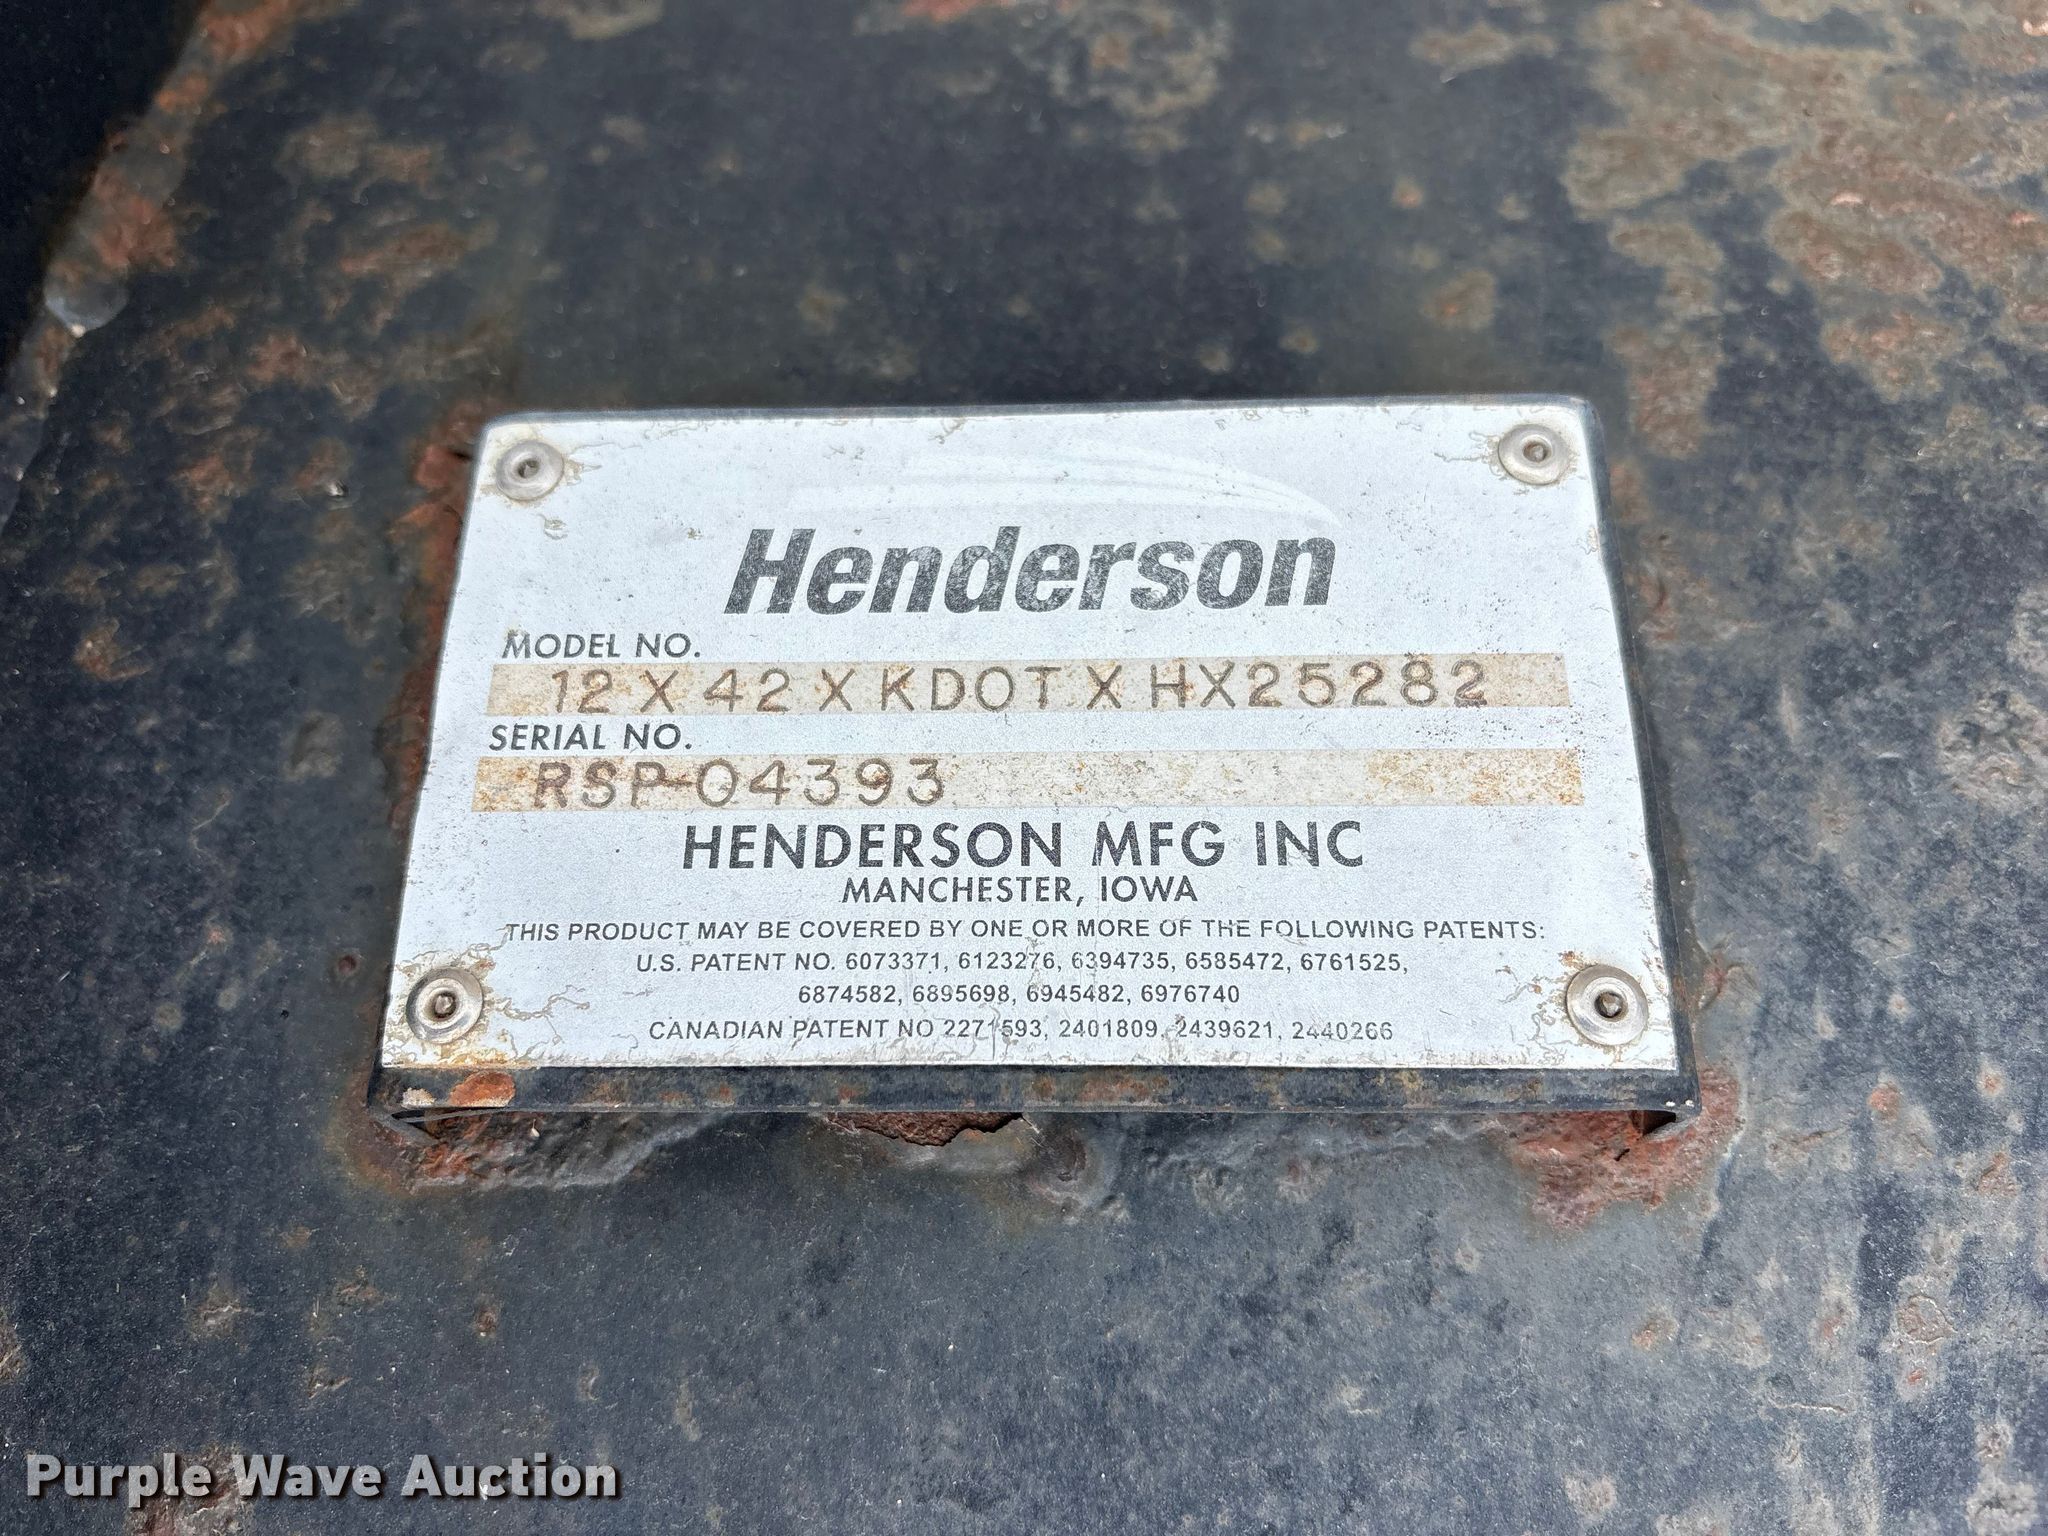 Henderson
MODEL NO.
12 X 42 X KDOT X HX25282
SERIAL NO.
RSP-04393
HENDERSON MFG INC
MANCHESTER, IOWA
THIS PRODUCT MAY BE COVERED BY ONE OR MORE OF THE FOLLOWING PATENTS:
U.S. PATENT NO. 6073371, 6123276, 6394735, 6585472, 6761525,
6874582, 6895698, 6945482, 6976740
CANADIAN PATENT NO 2271593, 2401809, 2439621, 2440266
Purple Wave Auction